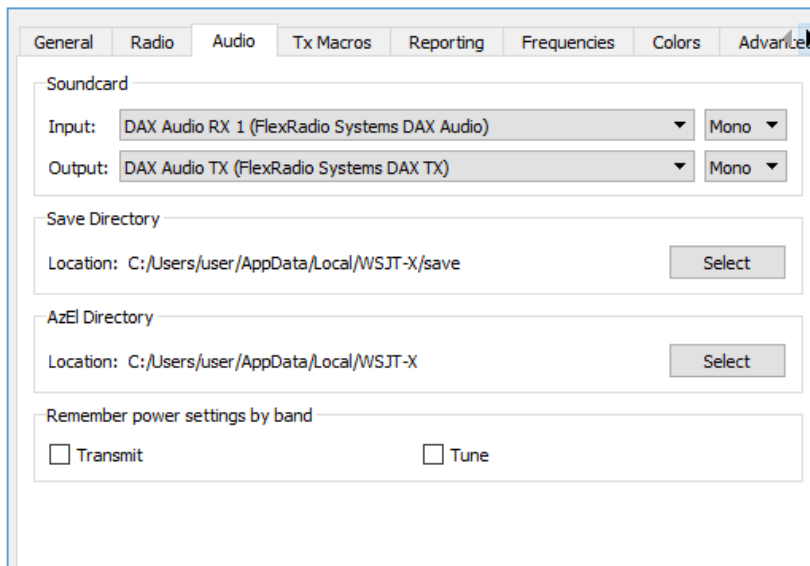 General Radio Audio Tx Macros Reporting Frequencies Colors Advance
Soundcard
Input: DAX Audio RX 1 (FlexRadio Systems DAX Audio) Mono
Output: DAX Audio TX (FlexRadio Systems DAX TX) Mono
Save Directory
Location: C:/Users/user/AppData/Local/WSJT-X/save Select
AzEl Directory
Location: C:/Users/user/AppData/Local/WSJT-X Select
Remember power settings by band
Transmit Tune